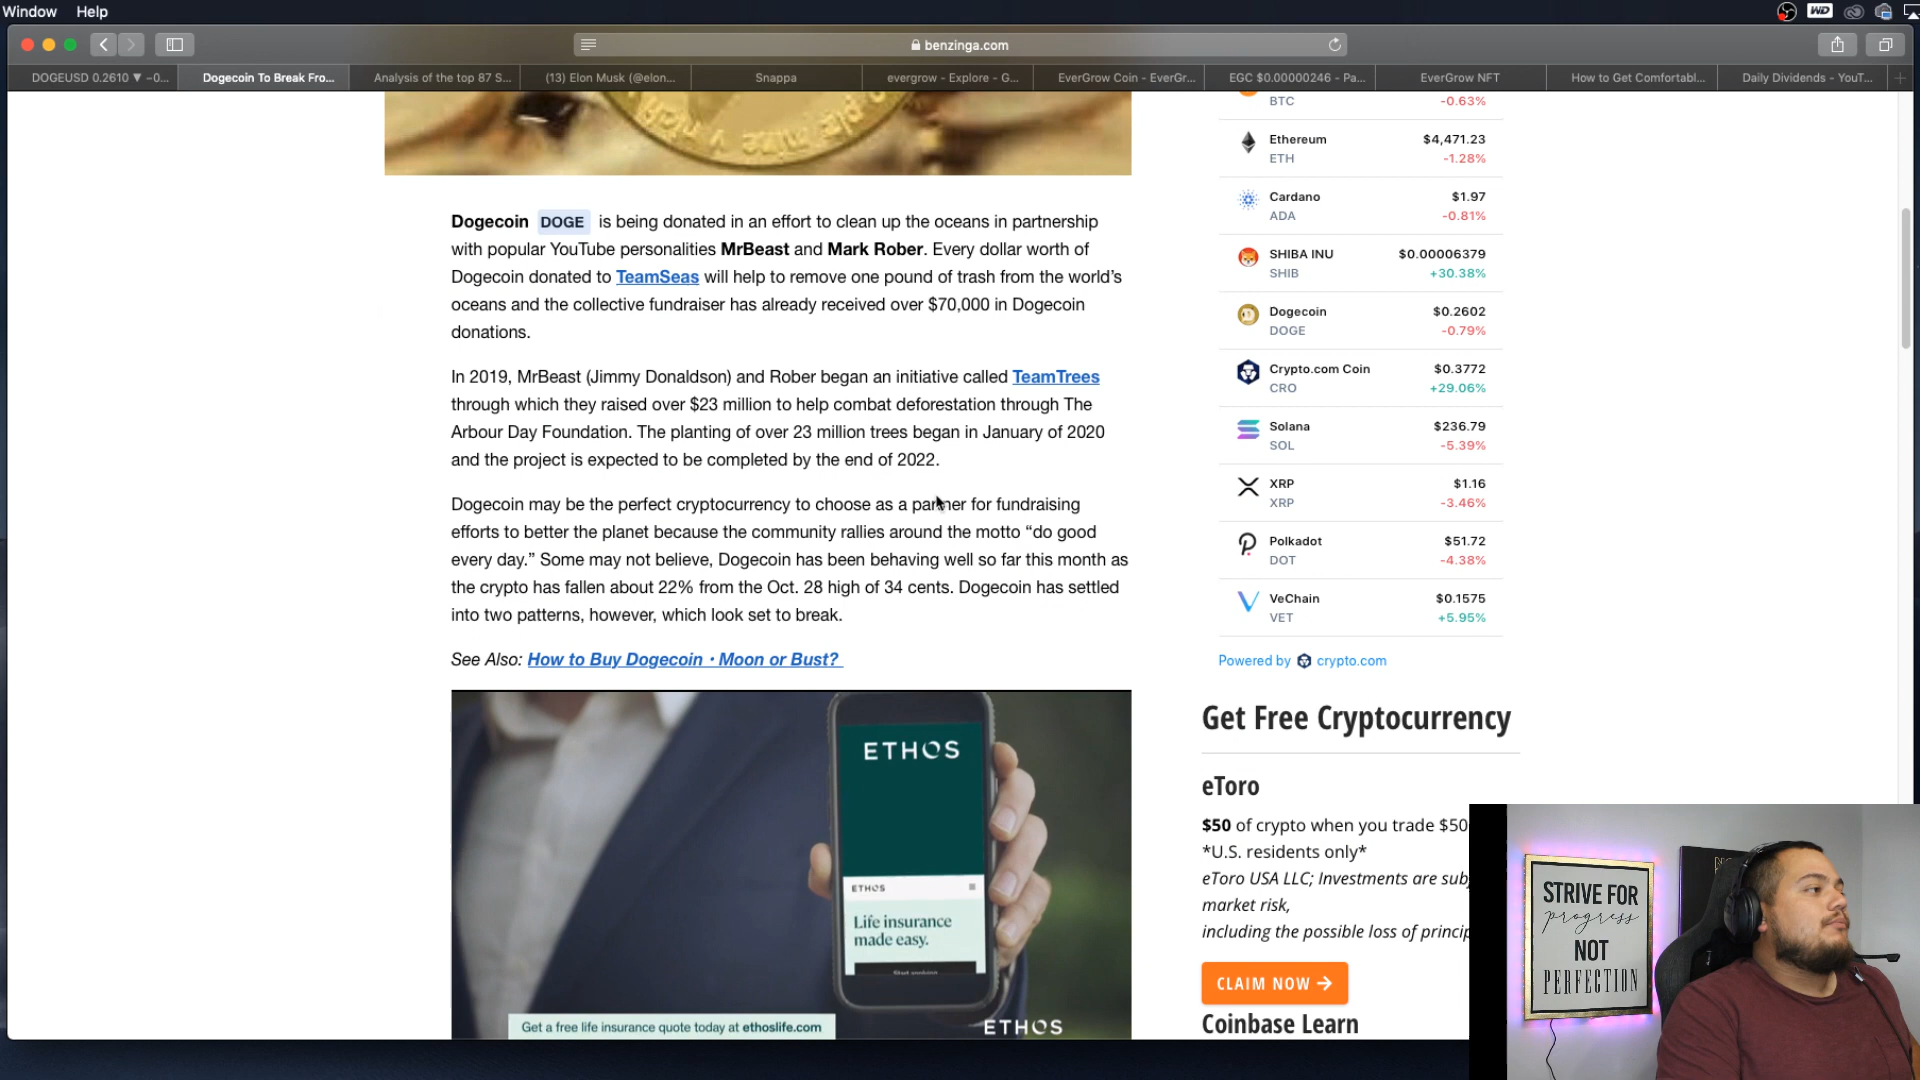 Window Help
WD
benzinga.com
DOGEUSD 0.2610 ▼ −0...
Dogecoin To Break Fro...
Analysis of the top 87 S...
(13) Elon Musk (@elon...
Snappa
evergrow - Explore - G...
EverGrow Coin - EverGr...
EGC $0.00000246 - Pa...
EverGrow NFT
How to Get Comfortabl...
Daily Dividends - YouT...
Dogecoin DOGE is being donated in an effort to clean up the oceans in partnership
with popular YouTube personalities MrBeast and Mark Rober. Every dollar worth of
Dogecoin donated to TeamSeas will help to remove one pound of trash from the world's
oceans and the collective fundraiser has already received over $70,000 in Dogecoin
donations.
In 2019, MrBeast (Jimmy Donaldson) and Rober began an initiative called TeamTrees
through which they raised over $23 million to help combat deforestation through The
Arbour Day Foundation. The planting of over 23 million trees began in January of 2020
and the project is expected to be completed by the end of 2022.
Dogecoin may be the perfect cryptocurrency to choose as a partner for fundraising
efforts to better the planet because the community rallies around the motto “do good
every day.” Some may not believe, Dogecoin has been behaving well so far this month as
the crypto has fallen about 22% from the Oct. 28 high of 34 cents. Dogecoin has settled
into two patterns, however, which look set to break.
See Also: How to Buy Dogecoin • Moon or Bust?
ETHOS
ETHOS
Life insurance
made easy.
Get a free life insurance quote today at ethoslife.com
ETHOS
BTC -0.63%
Ethereum $4,471.23
ETH -1.28%
Cardano $1.97
ADA -0.81%
SHIBA INU $0.00006379
SHIB +30.38%
Dogecoin $0.2602
DOGE -0.79%
Crypto.com Coin $0.3772
CRO +29.06%
Solana $236.79
SOL -5.39%
XRP $1.16
XRP -3.46%
Polkadot $51.72
DOT -4.38%
VeChain $0.1575
VET +5.95%
Powered by crypto.com
Get Free Cryptocurrency
eToro
$50 of crypto when you trade $50
*U.S. residents only*
eToro USA LLC; Investments are
market risk,
including the possible loss of
CLAIM NOW →
Coinbase Learn
STRIVE FOR
progress
NOT
PERFECTION